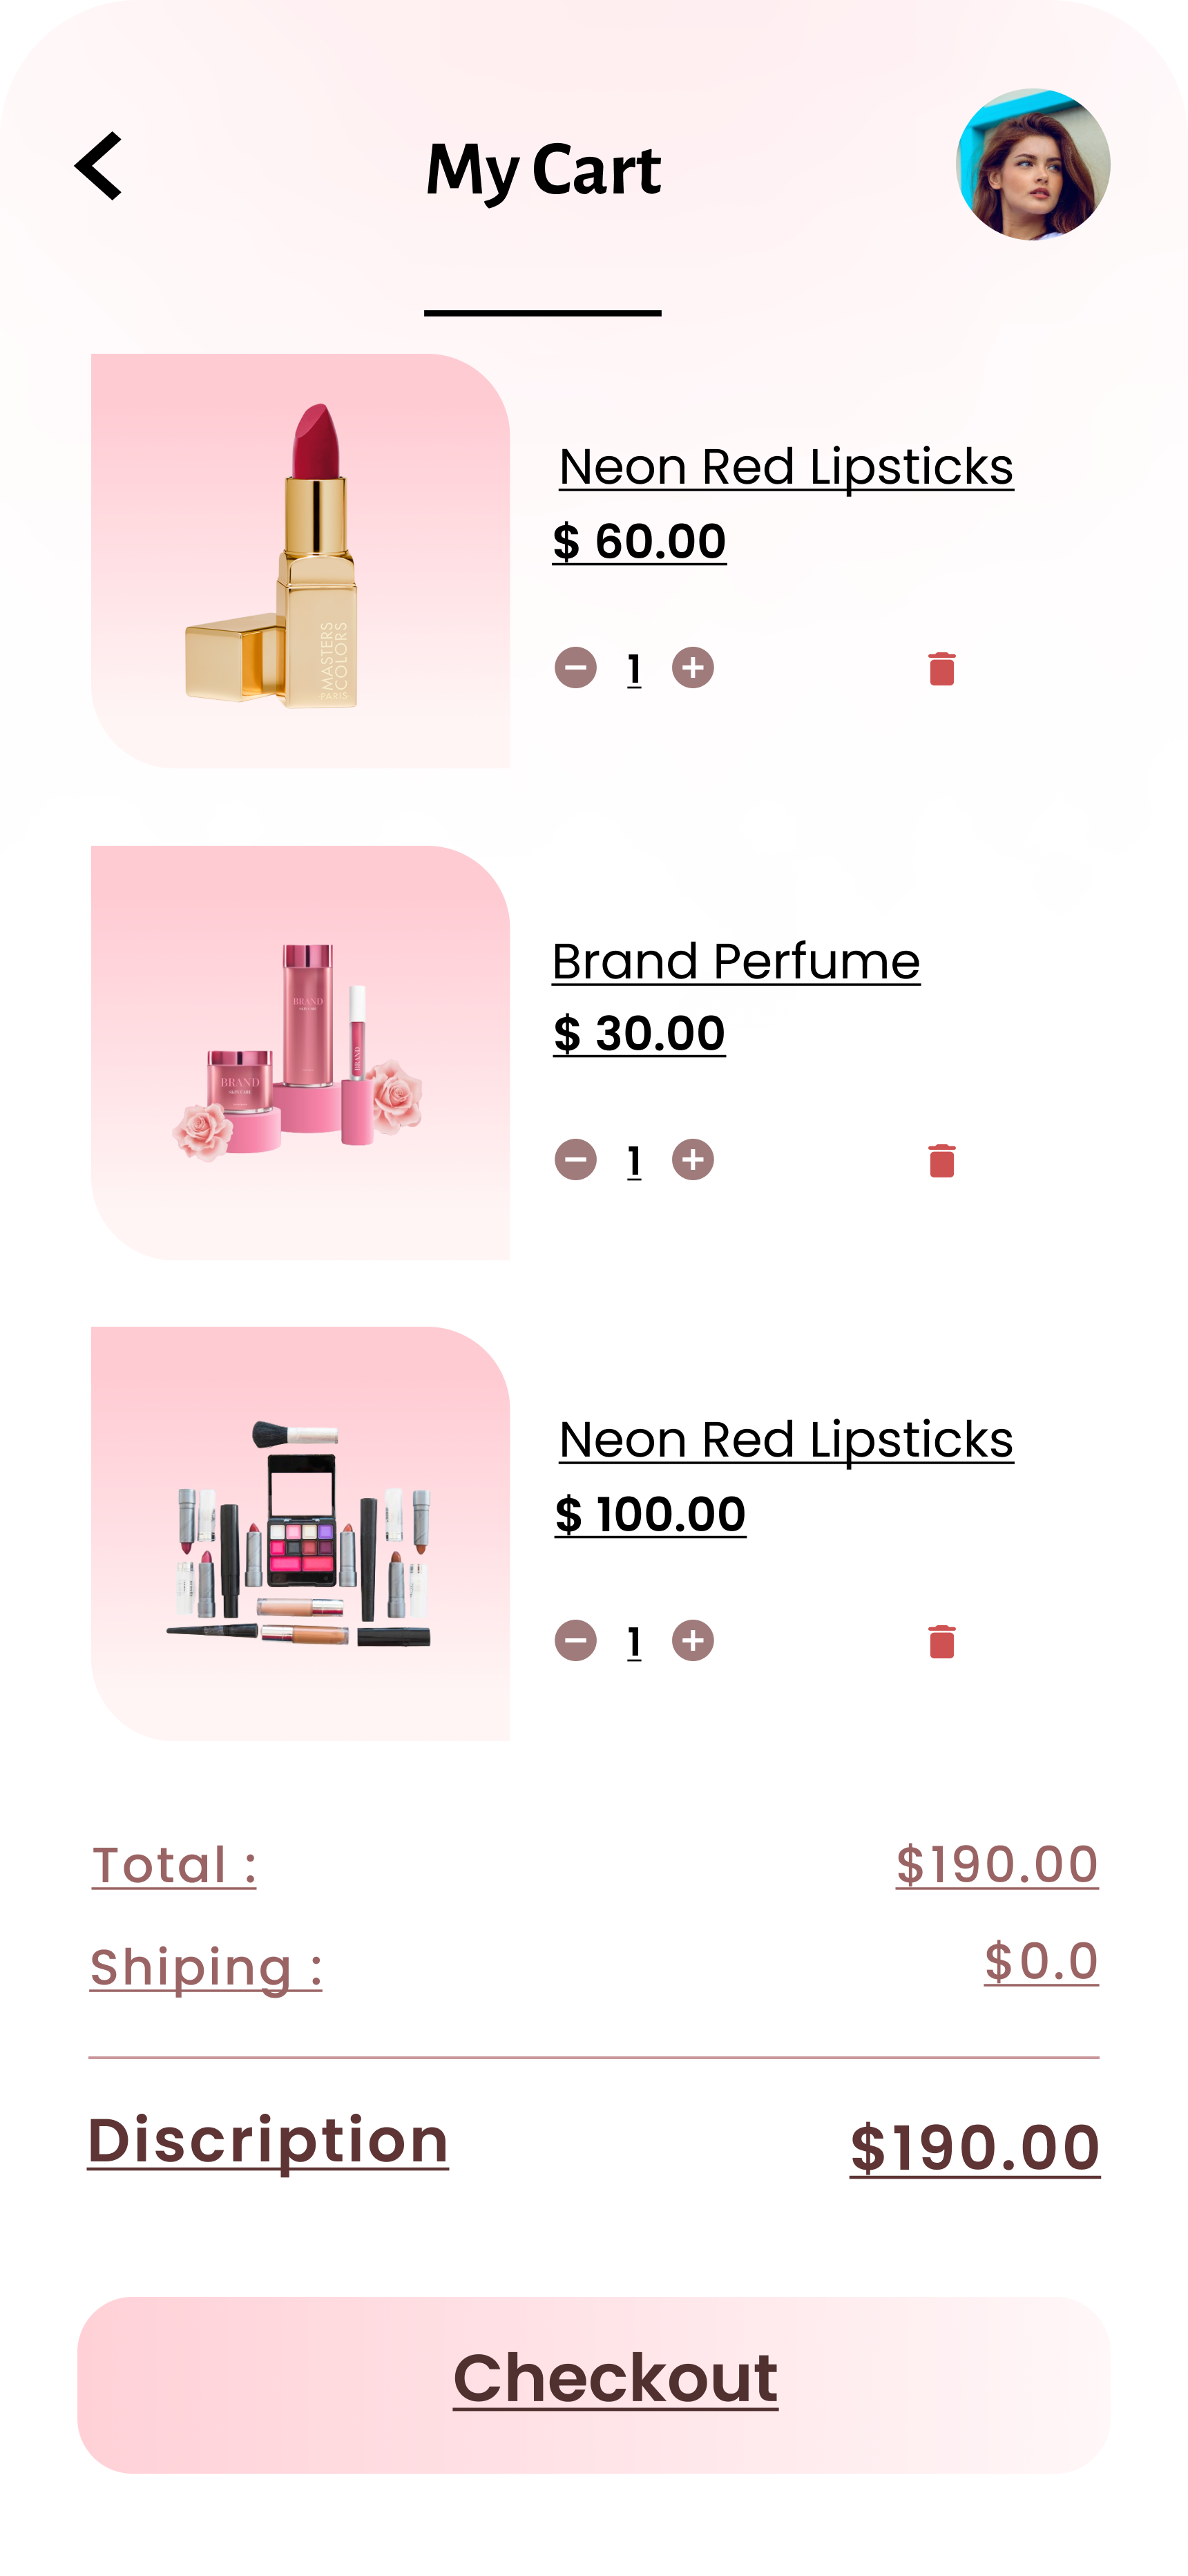 My Cart
Neon Red Lipsticks
$ 60.00
1
MASTERS
COLORS
PARIS
Brand Perfume
$ 30.00
1
BRAND
BRAND
SKINCARE
BRAND
Neon Red Lipsticks
$ 100.00
1
Total :
$190.00
Shiping :
$0.0
Discription
$190.00
Checkout